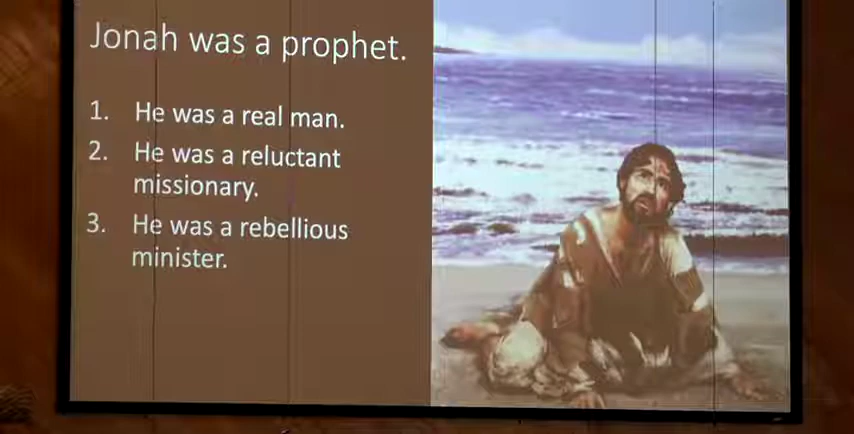 Jonah was a prophet.
1. He was a real man.
2. He was a reluctant
missionary.
3. He was a rebellious
minister.